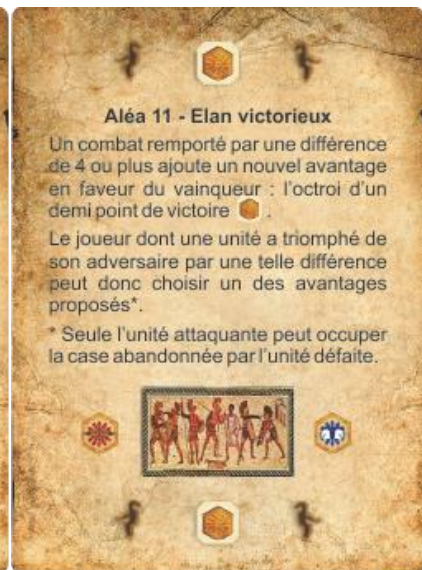 Aléa 11 - Elan victorieux
Un combat remporté par une différence
de 4 ou plus ajoute un nouvel avantage
en faveur du vainqueur : l'octroi d'un
demi point de victoire .
Le joueur dont une unité a triomphé de
son adversaire par une telle différence
peut donc choisir un des avantages
proposés*.
* Seule l'unité attaquante peut occuper
la case abandonnée par l'unité défaite.